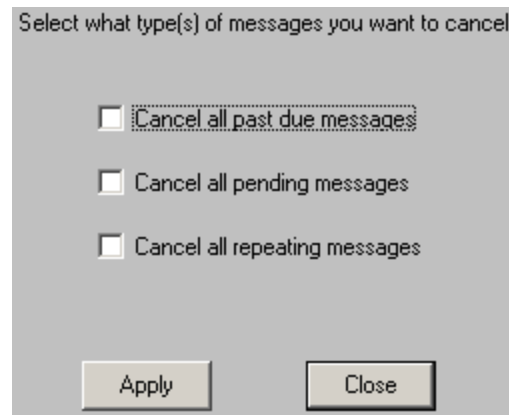 Select what type(s) of messages you want to cancel
Cancel all past due messages
Cancel all pending messages
Cancel all repeating messages
Apply
Close